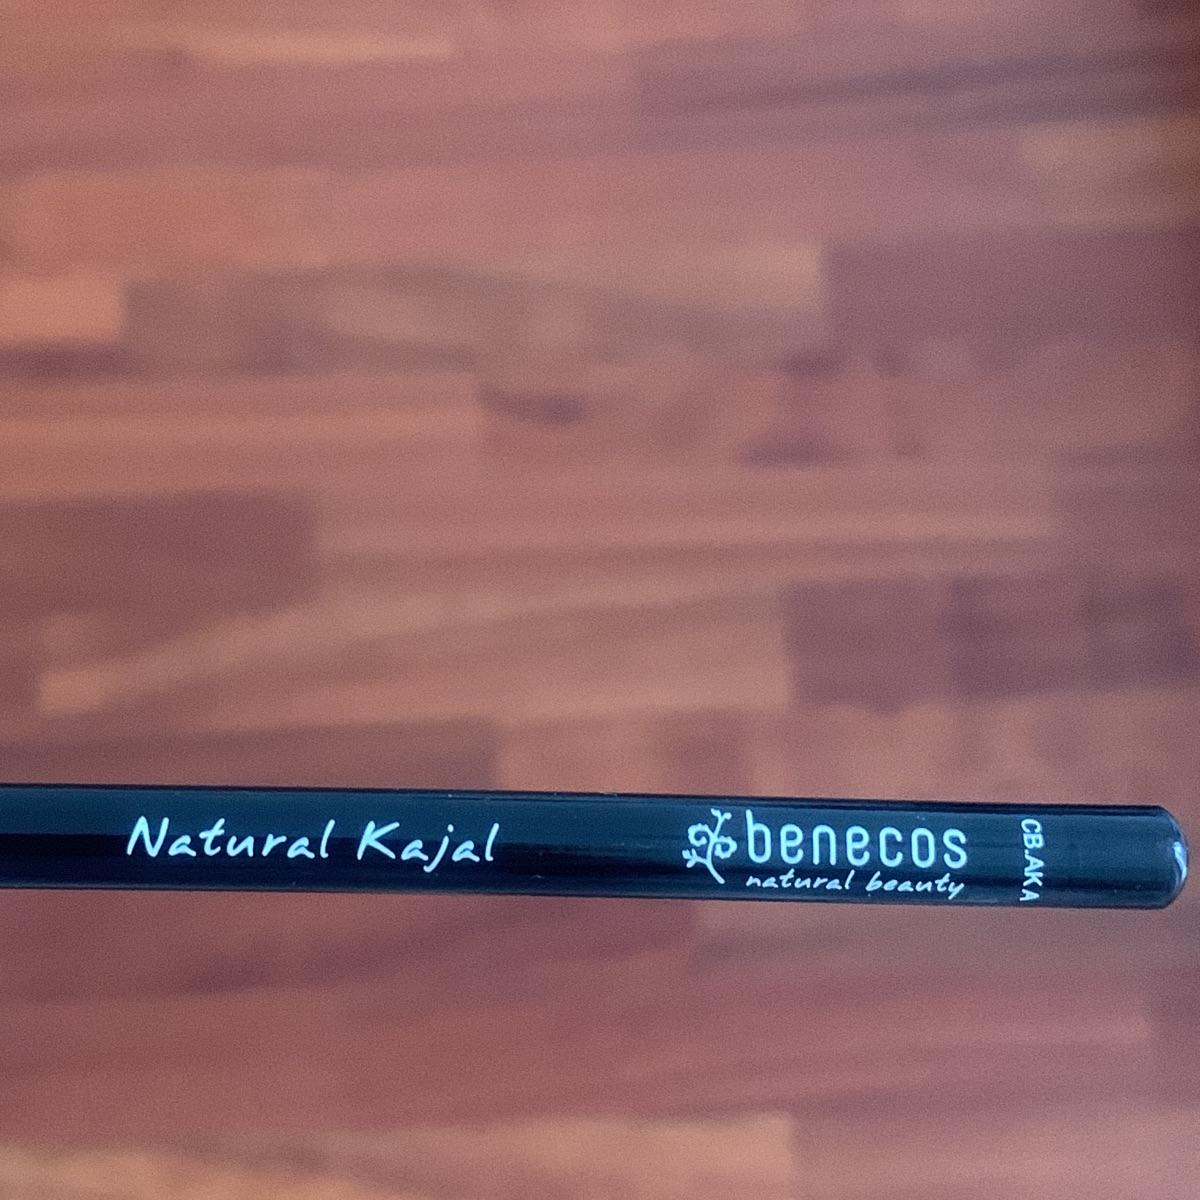 Natural Kajal
benecos
natural beauty
CB.AKA